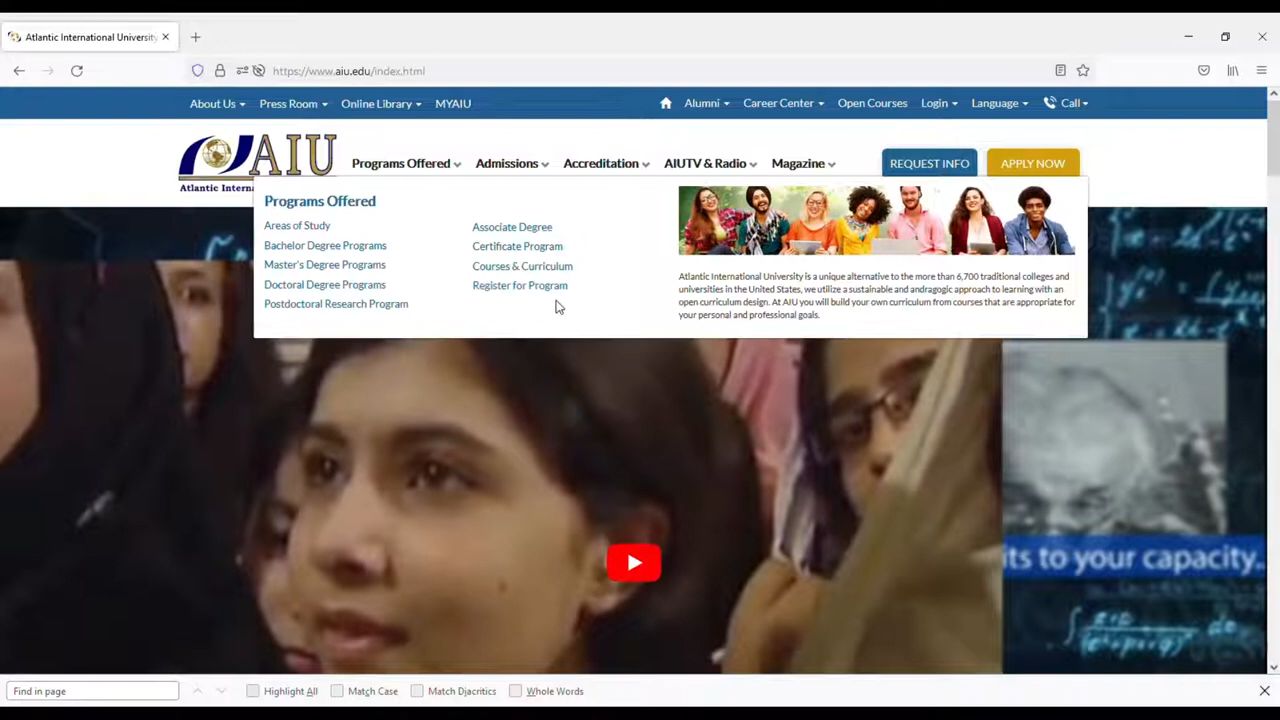 Atlantic International University
https://www.aiu.edu/index.html
About Us Press Room Online Library MYAIU Alumni Career Center Open Courses Login Language Call
AIU Programs Offered Admissions Accreditation AIUTV & Radio Magazine REQUEST INFO APPLY NOW
Atlantic Interna
Programs Offered
Areas of Study
Bachelor Degree Programs
Master's Degree Programs
Doctoral Degree Programs
Postdoctoral Research Program
Associate Degree
Certificate Program
Courses & Curriculum
Register for Program
Atlantic International University is a unique alternative to the more than 6,700 traditional colleges and
universities in the United States, we utilize a sustainable and andragogic approach to learning with an
open curriculum design. At AIU you will build your own curriculum from courses that are appropriate for
your personal and professional goals.
its to your capacity..
Find in page Highlight All Match Case Match Diacritics Whole Words